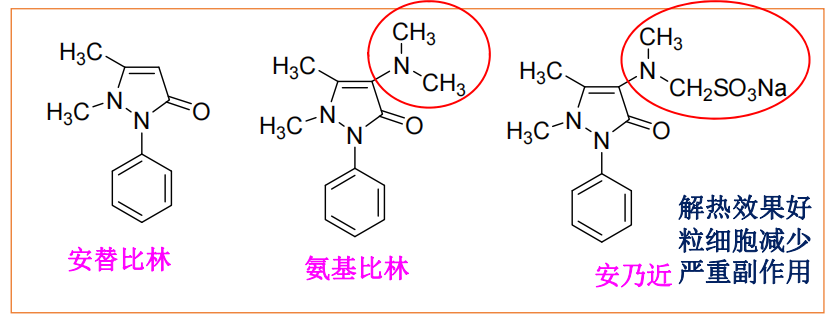 H₃C
H₃C
N
N
O
安替比林
CH₃
N
CH₃
H₃C
H₃C
N
N
O
氨基比林
CH₃
N
CH₂SO₃Na
H₃C
H₃C
N
N
O
安乃近
解热效果好
粒细胞减少
严重副作用